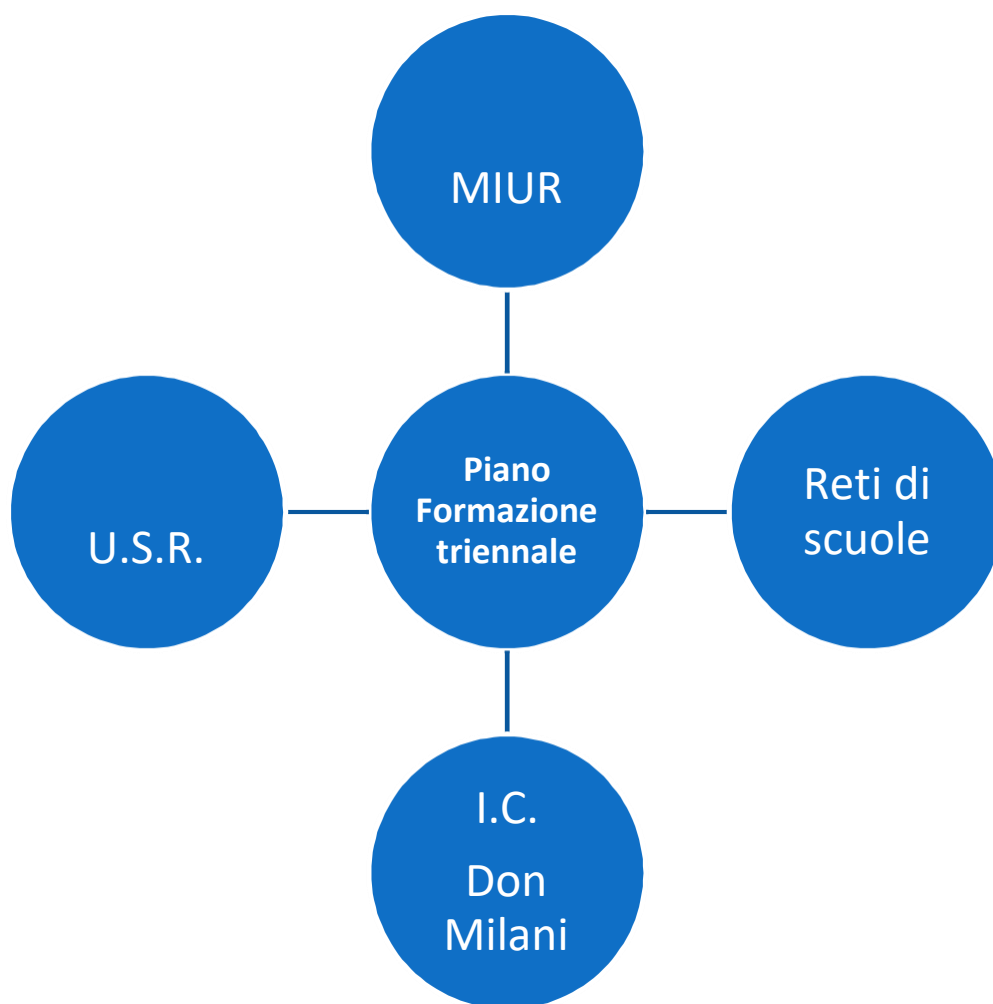 MIUR
U.S.R.
Piano
Formazione
triennale
Reti di
scuole
I.C.
Don
Milani